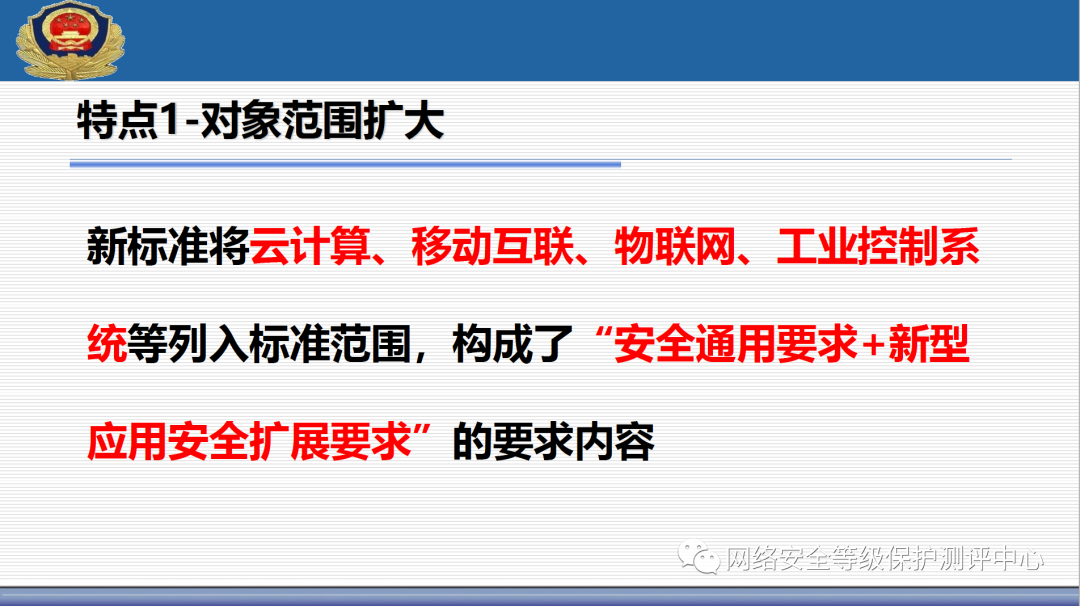 特点1-对象范围扩大
新标准将云计算、移动互联、物联网、工业控制系
统等列入标准范围，构成了“安全通用要求+新型
应用安全扩展要求”的要求内容
网络安全等级保护测评中心